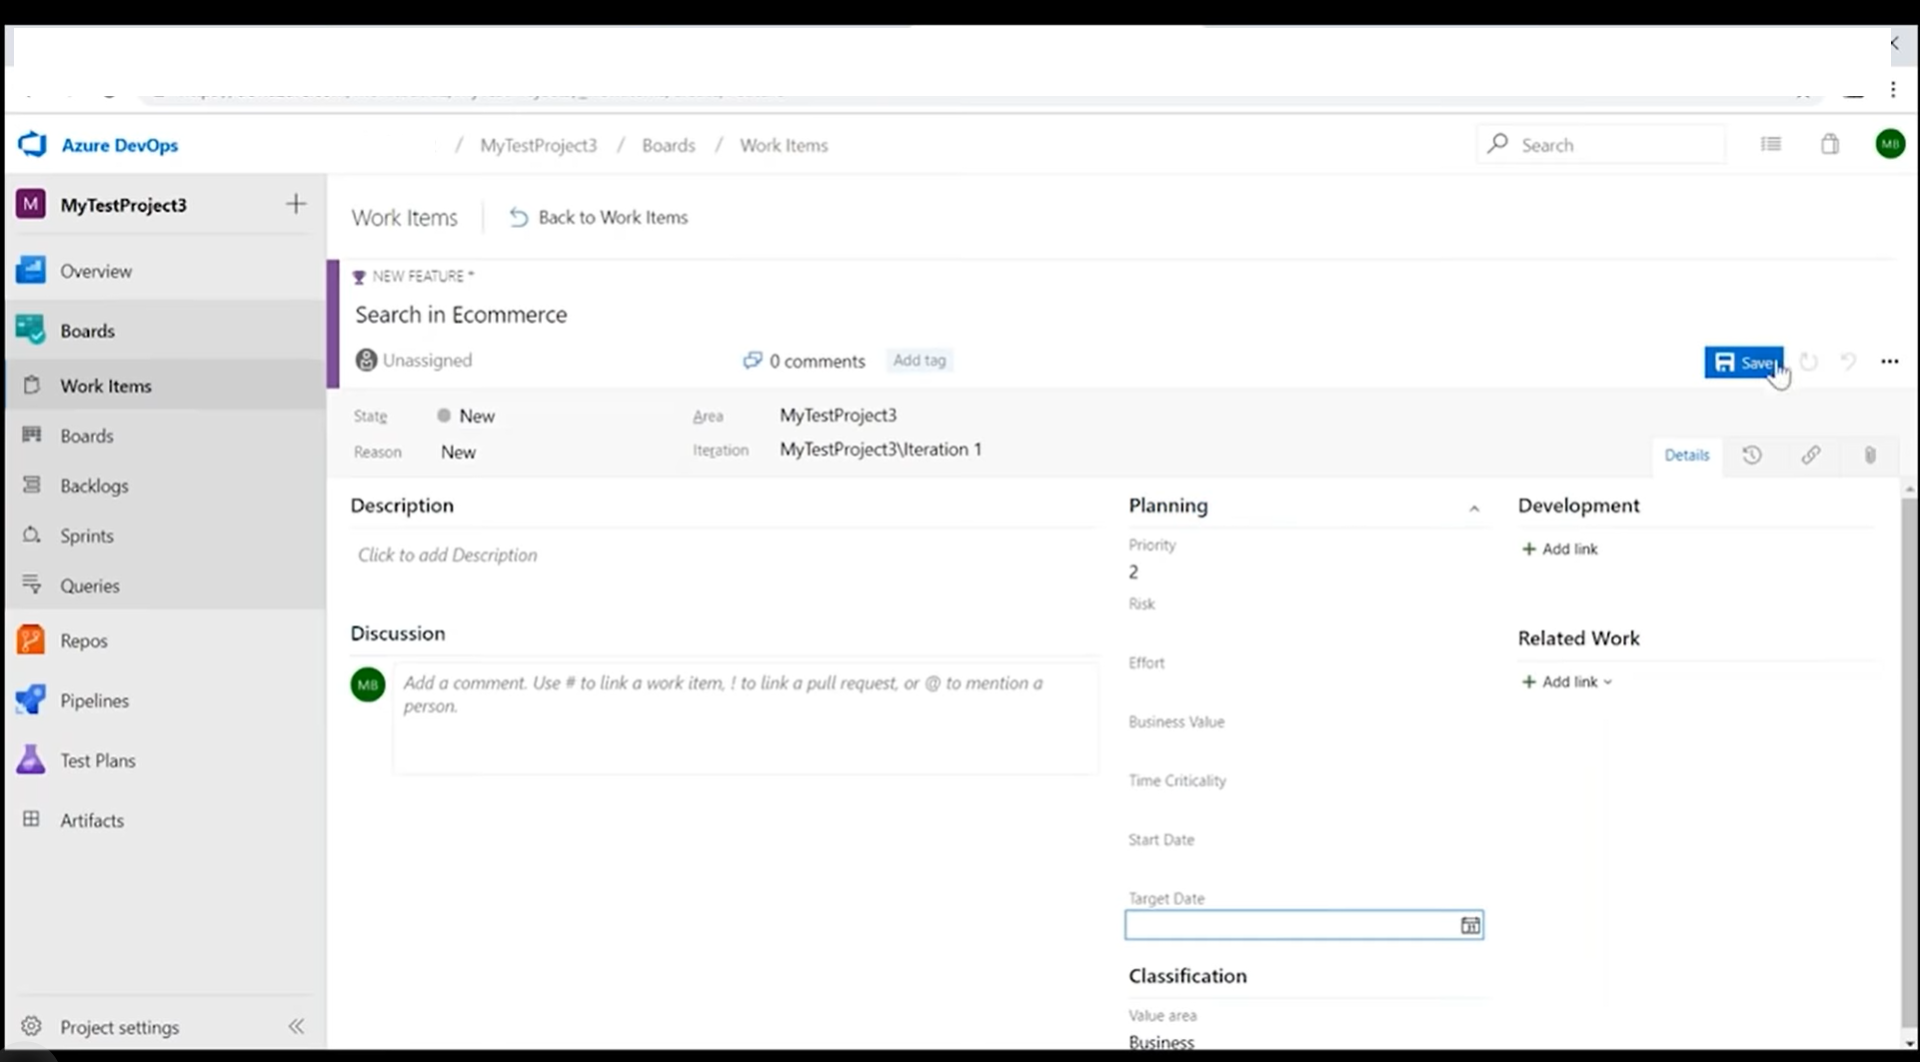 Azure DevOps
/ MyTestProject3 / Boards / Work Items
Search
MB
M MyTestProject3
Overview
Boards
Work Items
Boards
Backlogs
Sprints
Queries
Repos
Pipelines
Test Plans
Artifacts
Project settings
Work Items
Back to Work Items
NEW FEATURE *
Search in Ecommerce
Unassigned
0 comments
Add tag
Save
State New
Area MyTestProject3
Reason New
Iteration MyTestProject3\Iteration 1
Details
Description
Click to add Description
Discussion
MB
Add a comment. Use # to link a work item, ! to link a pull request, or @ to mention a
person.
Planning
Priority
2
Risk
Effort
Business Value
Time Criticality
Start Date
Target Date
Classification
Value area
Business
Development
+ Add link
Related Work
+ Add link